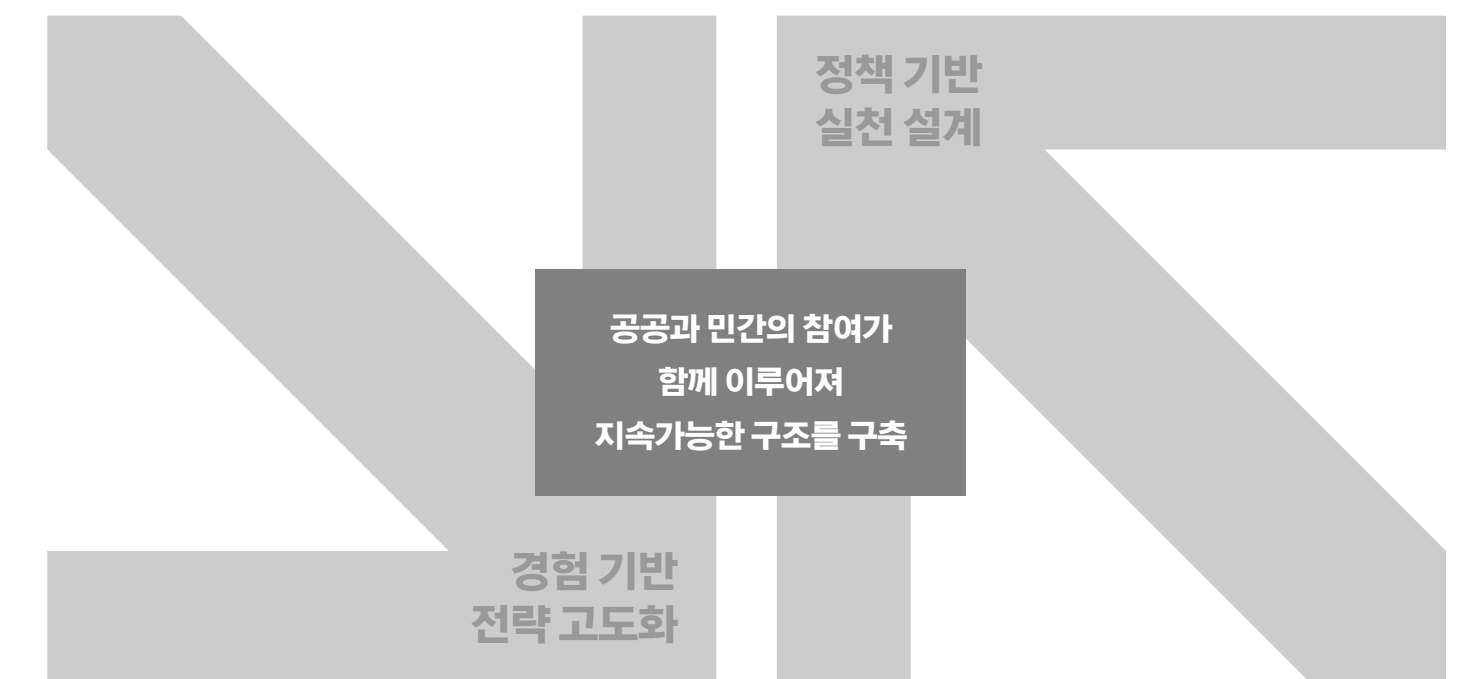 정책 기반
실천 설계
공공과 민간의 참여가
함께 이루어져
지속가능한 구조를 구축
경험 기반
전략 고도화